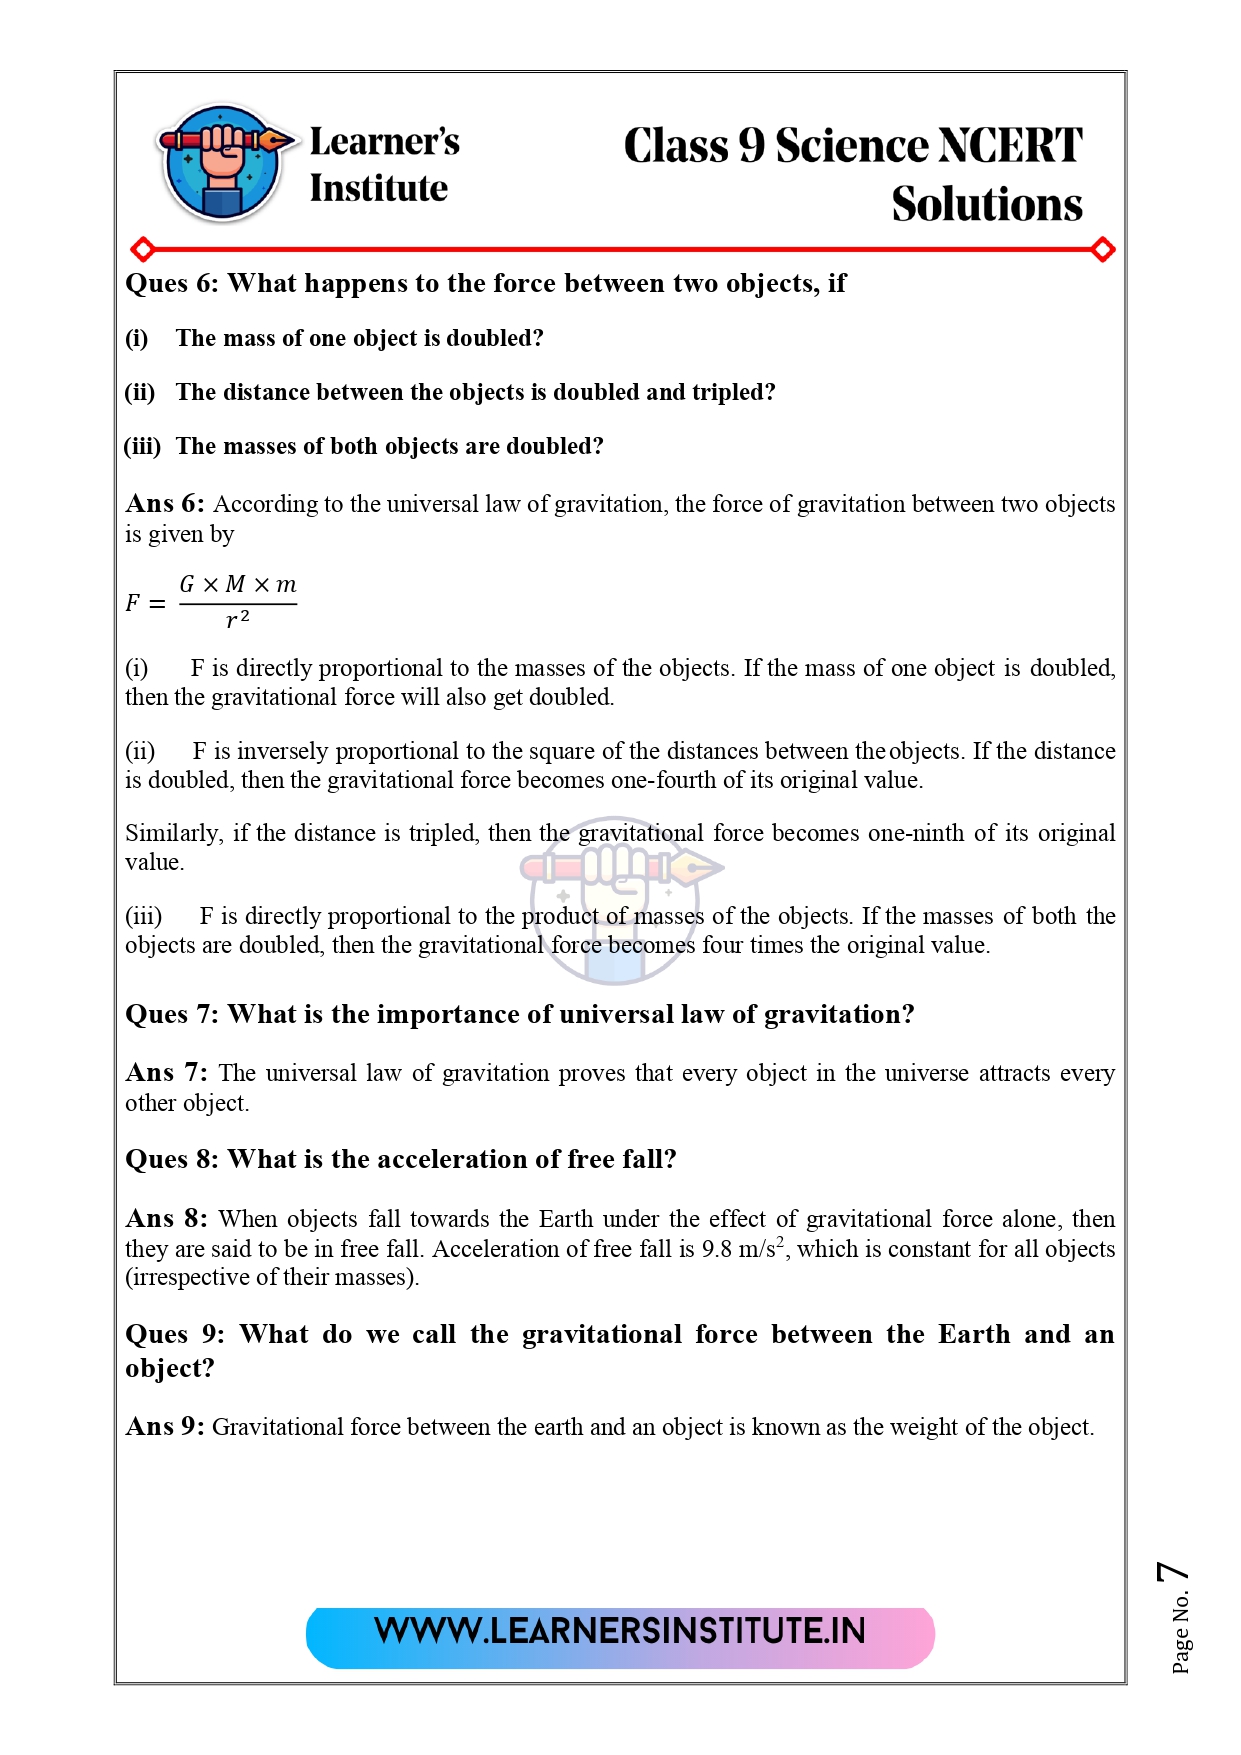 Learner's
Institute
Class 9 Science NCERT
Solutions
Ques 6: What happens to the force between two objects, if
(i) The mass of one object is doubled?
(ii) The distance between the objects is doubled and tripled?
(iii) The masses of both objects are doubled?
Ans 6: According to the universal law of gravitation, the force of gravitation between two objects
is given by
F = G × M × m / r²
(i) F is directly proportional to the masses of the objects. If the mass of one object is doubled,
then the gravitational force will also get doubled.
(ii) F is inversely proportional to the square of the distances between the objects. If the distance
is doubled, then the gravitational force becomes one-fourth of its original value.
Similarly, if the distance is tripled, then the gravitational force becomes one-ninth of its original
value.
(iii) F is directly proportional to the product of masses of the objects. If the masses of both the
objects are doubled, then the gravitational force becomes four times the original value.
Ques 7: What is the importance of universal law of gravitation?
Ans 7: The universal law of gravitation proves that every object in the universe attracts every
other object.
Ques 8: What is the acceleration of free fall?
Ans 8: When objects fall towards the Earth under the effect of gravitational force alone, then
they are said to be in free fall. Acceleration of free fall is 9.8 m/s², which is constant for all objects
(irrespective of their masses).
Ques 9: What do we call the gravitational force between the Earth and an
object?
Ans 9: Gravitational force between the earth and an object is known as the weight of the object.
WWW.LEARNERSINSTITUTE.IN
Page No. 7